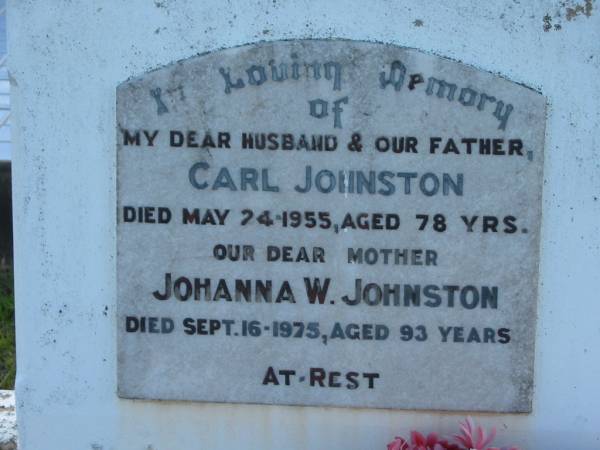 In Loving Memory
of
MY DEAR HUSBAND & OUR FATHER,
CARL JOHNSTON
DIED MAY 24-1955, AGED 78 YRS.
OUR DEAR MOTHER
JOHANNA W. JOHNSTON
DIED SEPT. 16-1975, AGED 93 YEARS
AT-REST